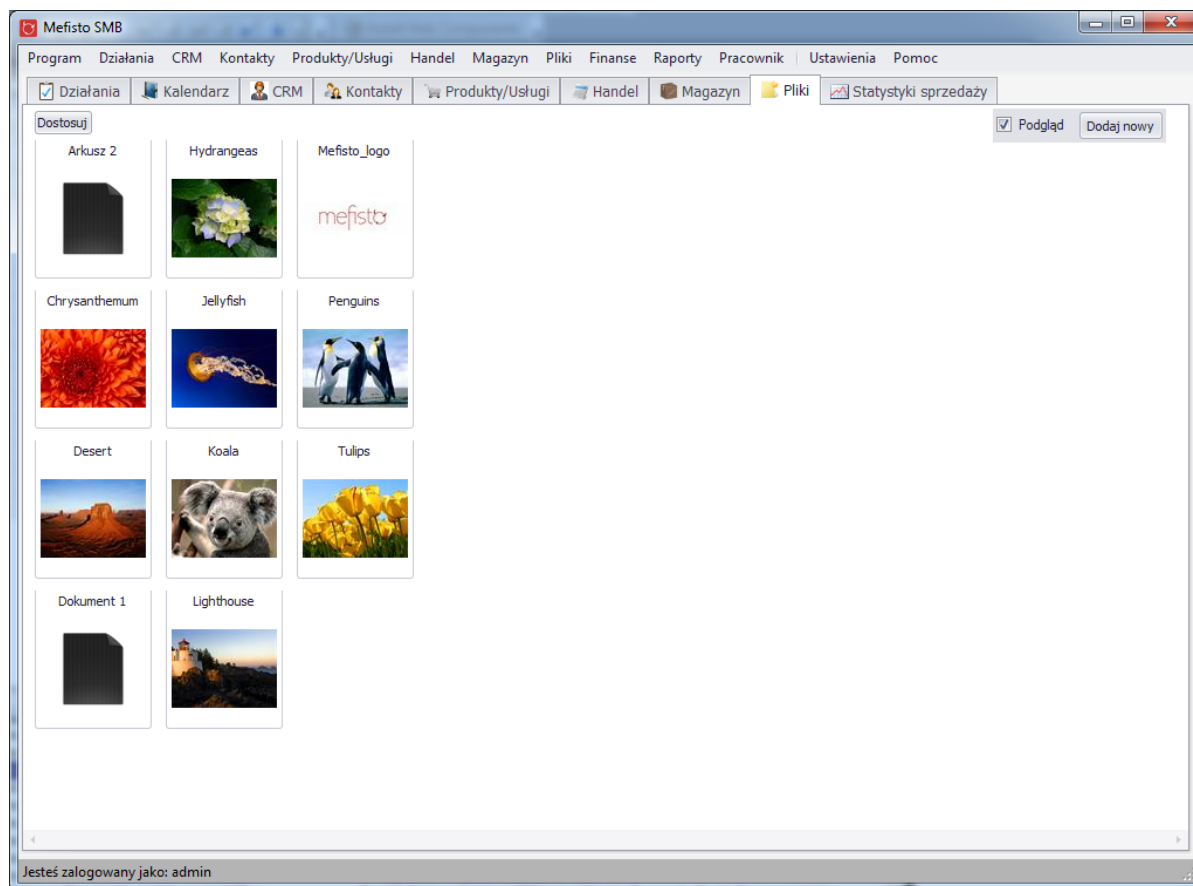 Mefisto SMB
Program Działania CRM Kontakty Produkty/Usługi Handel Magazyn Pliki Finanse Raporty Pracownik Ustawienia Pomoc
Działania Kalendarz CRM Kontakty Produkty/Usługi Handel Magazyn Pliki Statystyki sprzedaży
Dostosuj Podgląd Dodaj nowy
Arkusz 2 Hydrangeas Mefisto_logo
mefisto
Chrysanthemum Jellyfish Penguins
Desert Koala Tulips
Dokument 1 Lighthouse
Jesteś zalogowany jako: admin